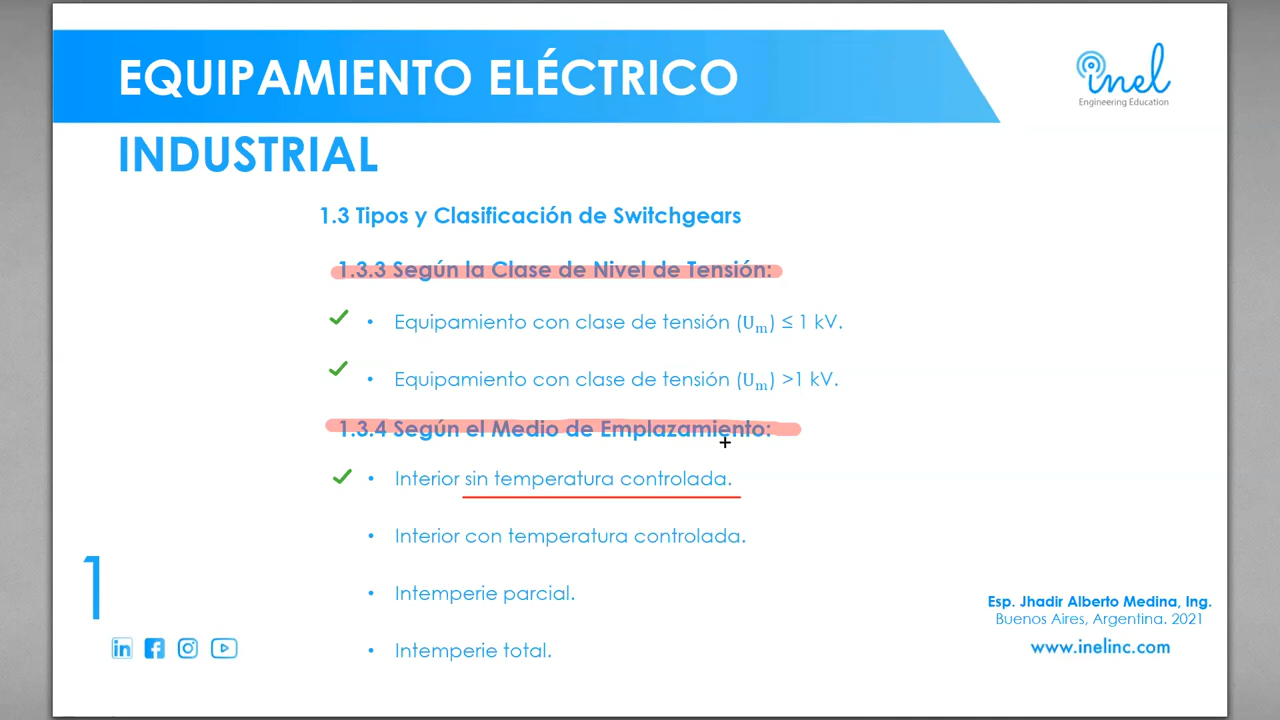 EQUIPAMIENTO ELÉCTRICO
inel
Engineering Education
INDUSTRIAL
1.3 Tipos y Clasificación de Switchgears
1.3.3 Según la Clase de Nivel de Tensión:
• Equipamiento con clase de tensión (Uₘ) ≤ 1 kV.
• Equipamiento con clase de tensión (Uₘ) >1 kV.
1.3.4 Según el Medio de Emplazamiento:
• Interior sin temperatura controlada.
• Interior con temperatura controlada.
• Intemperie parcial.
• Intemperie total.
1
Esp. Jhadir Alberto Medina, Ing.
Buenos Aires, Argentina. 2021
www.inelinc.com